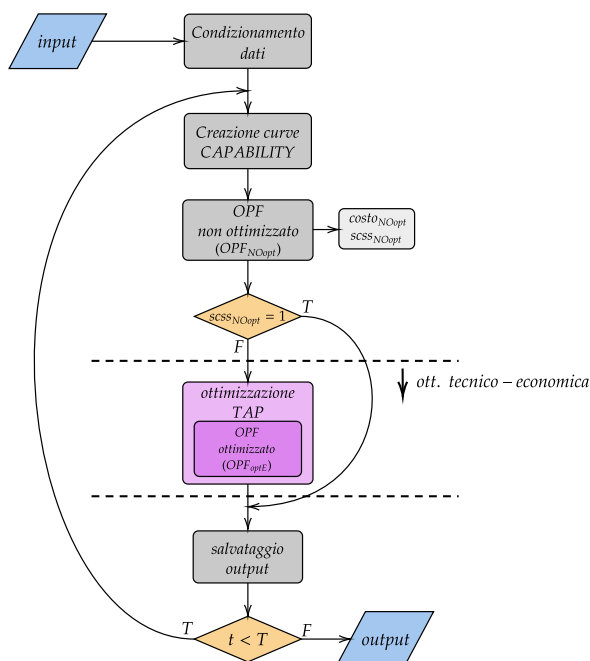 input
Condizionamento
dati
Creazione curve
CAPABILITY
OPF
non ottimizzato
(OPF_NOopt)
costo_NOopt
scss_NOopt
scss_NOopt = 1
T
F
ott. tecnico – economica
ottimizzazione
TAP
OPF
ottimizzato
(OPF_optE)
salvataggio
output
T
t < T
F
output